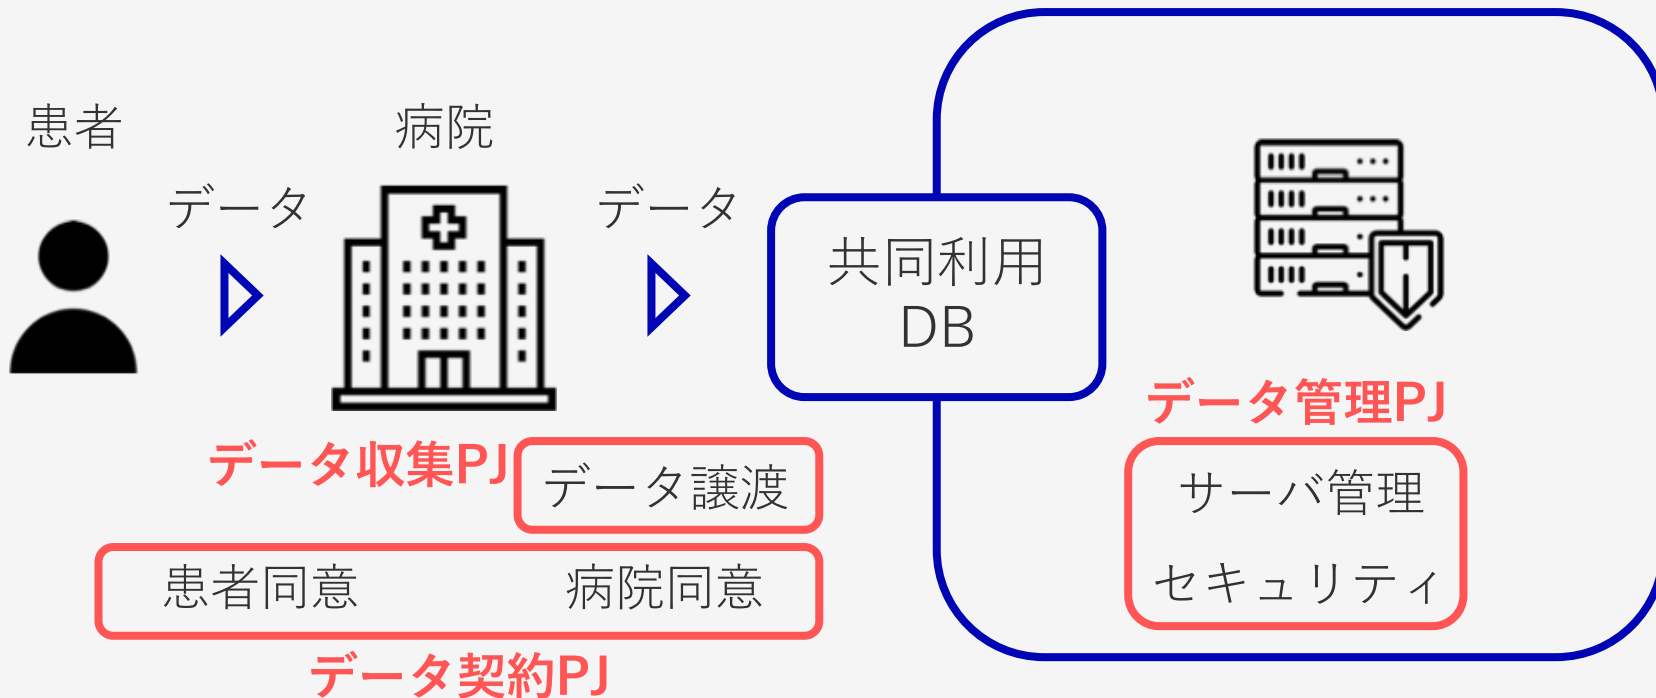 患者
病院
データ
データ
共同利用
DB
データ管理PJ
データ収集PJ
データ譲渡
サーバ管理
患者同意
病院同意
セキュリティ
データ契約PJ